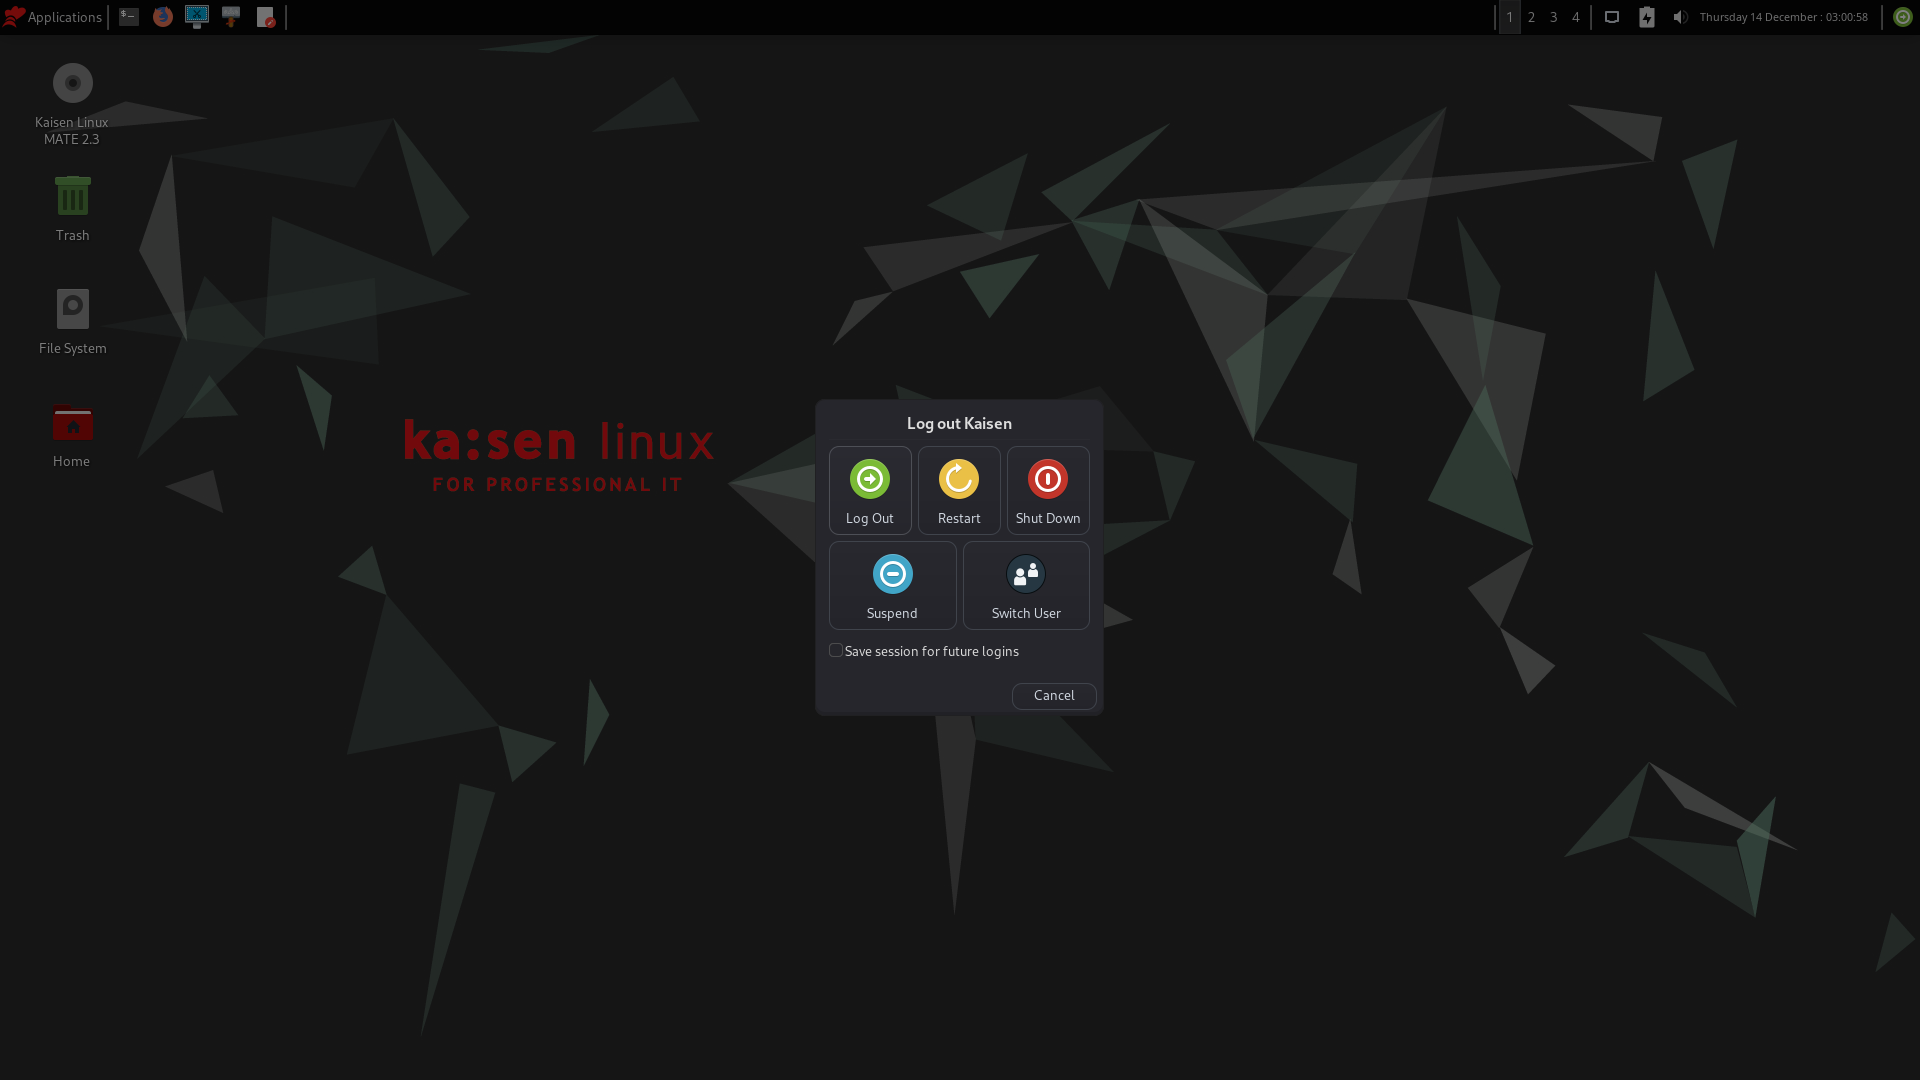 Applications
1 2 3 4
Thursday 14 December : 03:00:58
Kaisen Linux
MATE 2.3
Trash
File System
Home
ka:sen linux
FOR PROFESSIONAL IT
Log out Kaisen
Log Out
Restart
Shut Down
Suspend
Switch User
Save session for future logins
Cancel